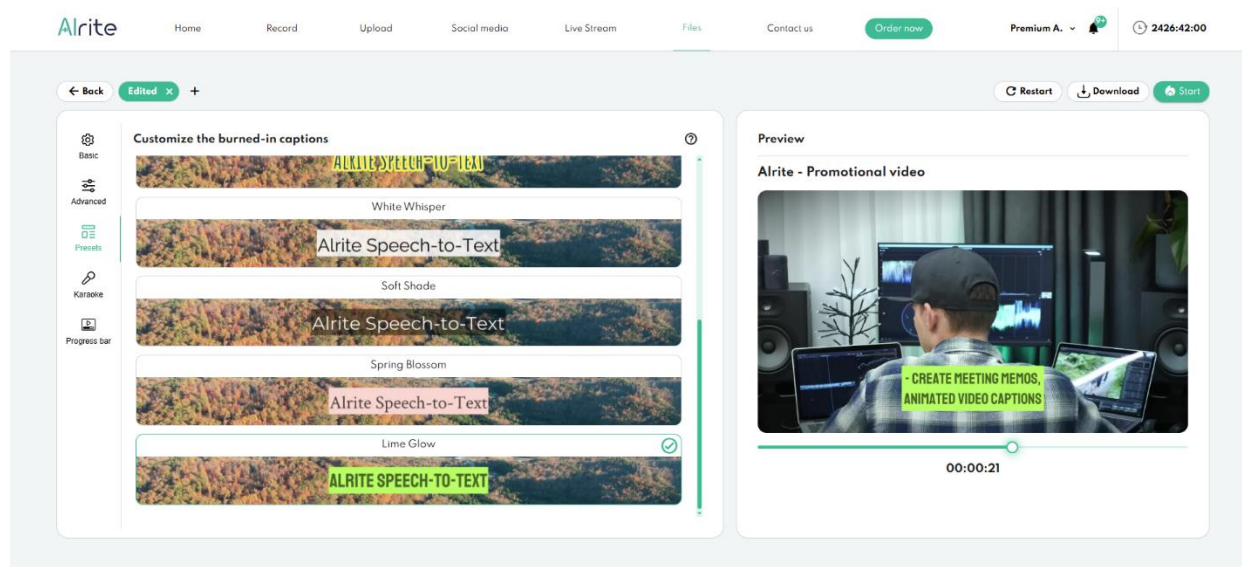 Alrite
Home
Record
Upload
Social media
Live Stream
Files
Contact us
Order now
Premium A.
9+
2426:42:00
Back
Edited ×
+
Restart
Download
Start
Basic
Advanced
Presets
Karaoke
Progress bar
Customize the burned-in captions
ALRITE SPEECH-TO-TEXT
White Whisper
Alrite Speech-to-Text
Soft Shade
Alrite Speech-to-Text
Spring Blossom
Alrite Speech-to-Text
Lime Glow
ALRITE SPEECH-TO-TEXT
Preview
Alrite - Promotional video
- CREATE MEETING MEMOS,
ANIMATED VIDEO CAPTIONS
00:00:21